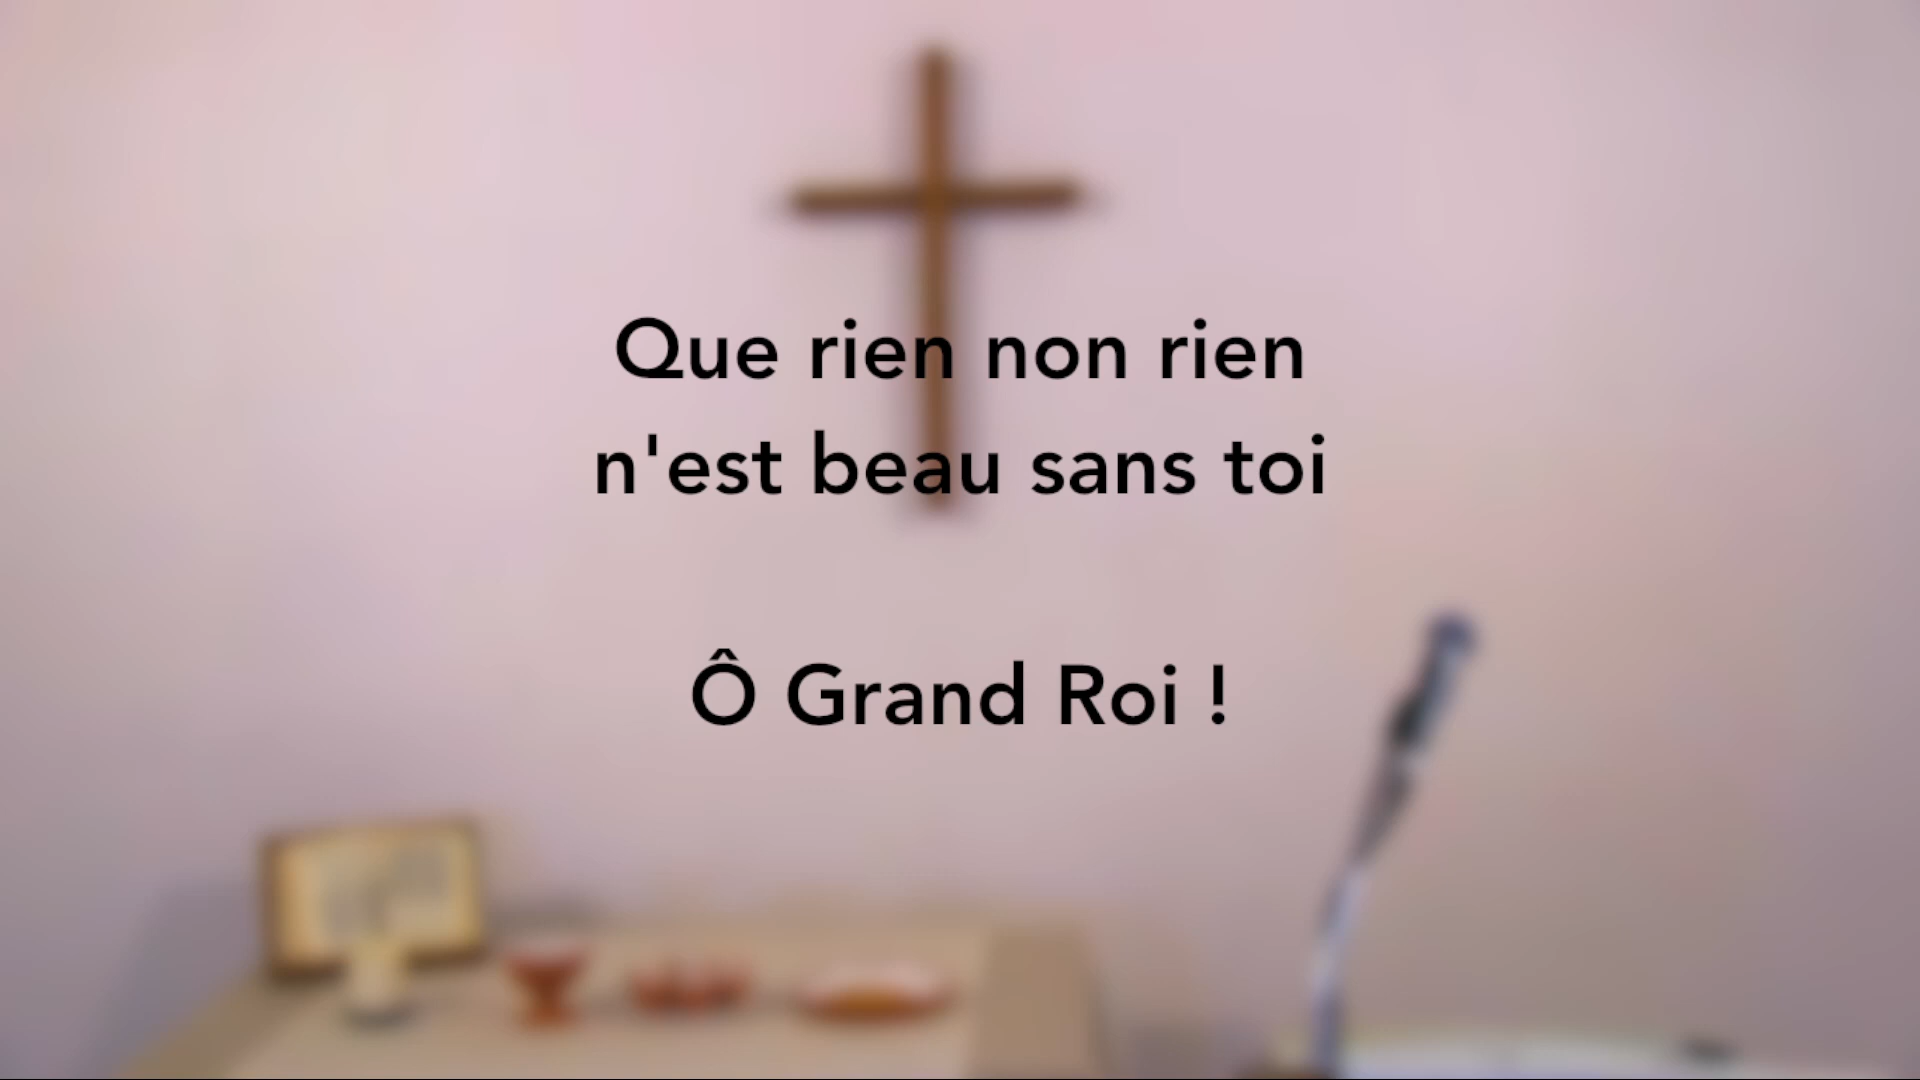 Que rien non rien
n'est beau sans toi
Ô Grand Roi !